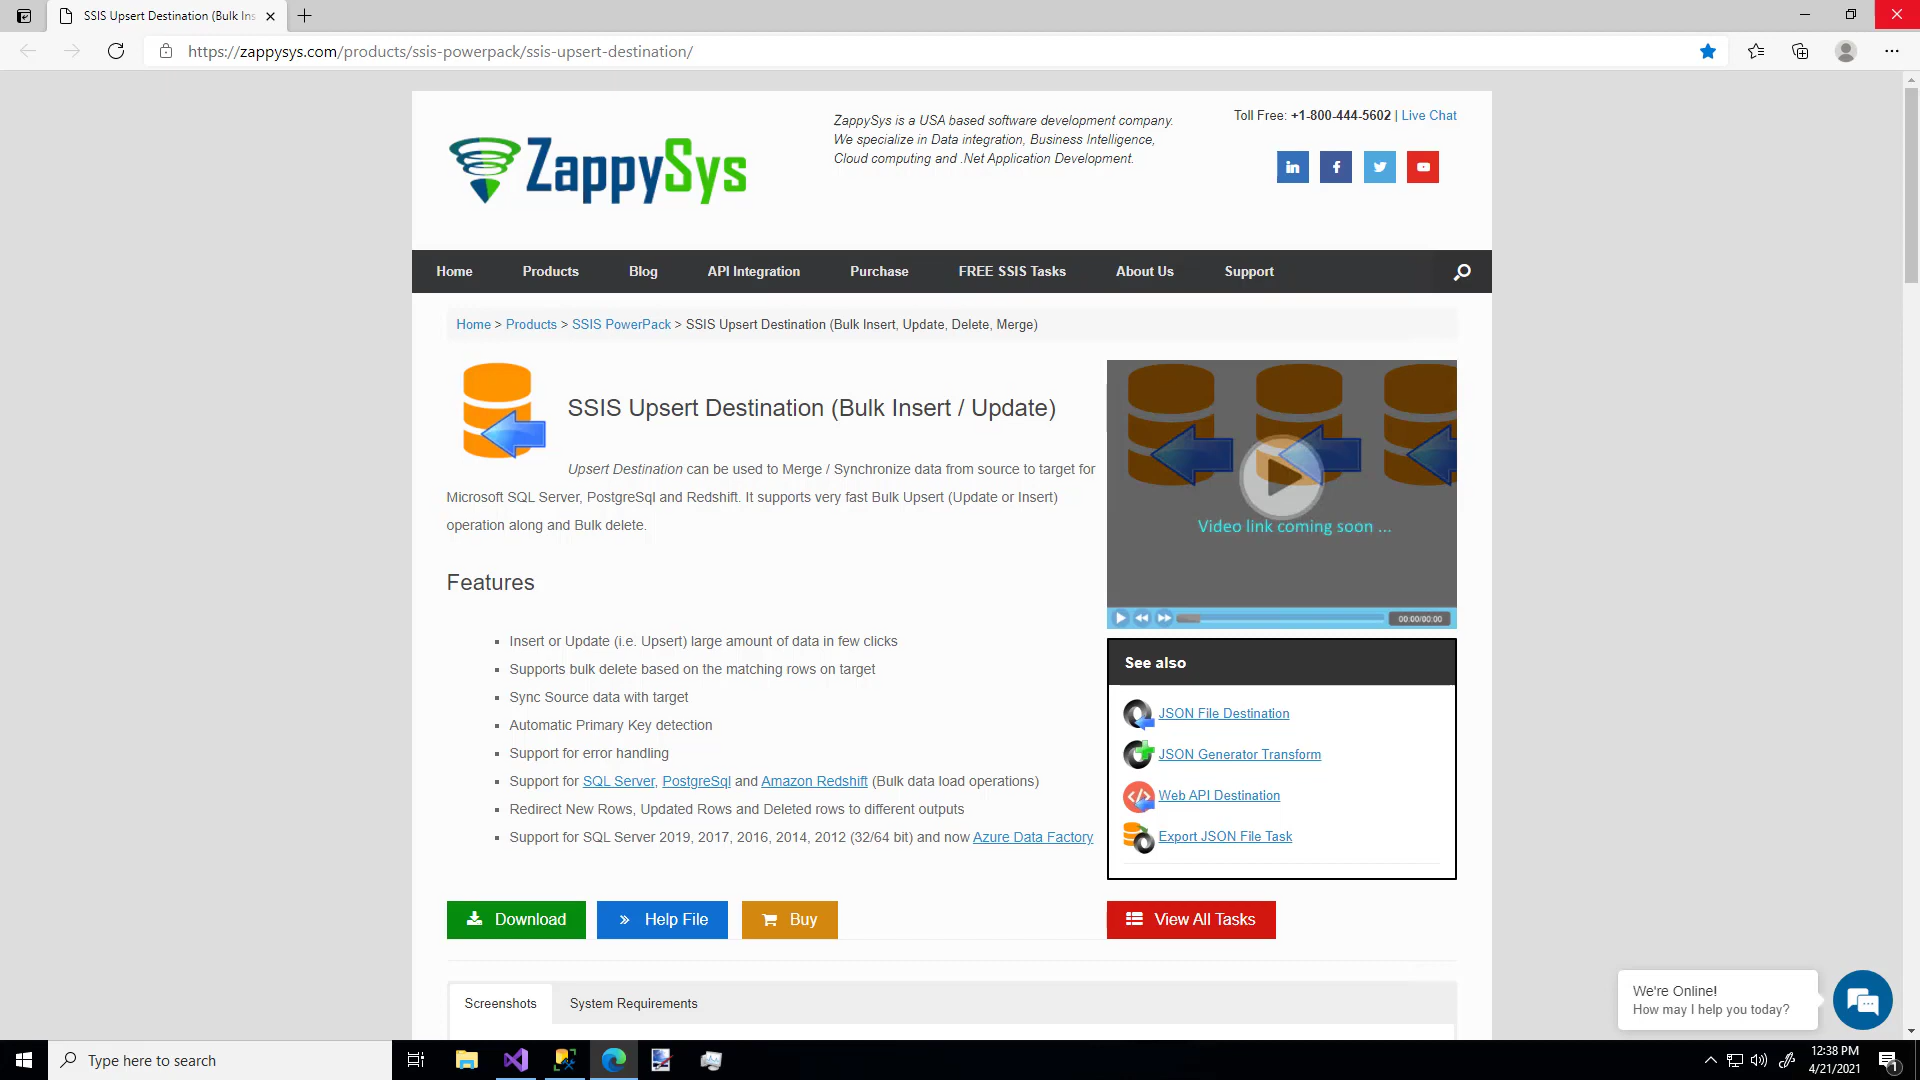 SSIS Upsert Destination (Bulk Ins
https://zappysys.com/products/ssis-powerpack/ssis-upsert-destination/
ZappySys
ZappySys is a USA based software development company.
We specialize in Data integration, Business Intelligence,
Cloud computing and .Net Application Development.
Toll Free: +1-800-444-5602 | Live Chat
Home Products Blog API Integration Purchase FREE SSIS Tasks About Us Support
Home > Products > SSIS PowerPack > SSIS Upsert Destination (Bulk Insert, Update, Delete, Merge)
SSIS Upsert Destination (Bulk Insert / Update)
Upsert Destination can be used to Merge / Synchronize data from source to target for
Microsoft SQL Server, PostgreSql and Redshift. It supports very fast Bulk Upsert (Update or Insert)
operation along and Bulk delete.
Video link coming soon ...
00:00/00:00
Features
Insert or Update (i.e. Upsert) large amount of data in few clicks
Supports bulk delete based on the matching rows on target
Sync Source data with target
Automatic Primary Key detection
Support for error handling
Support for SQL Server, PostgreSql and Amazon Redshift (Bulk data load operations)
Redirect New Rows, Updated Rows and Deleted rows to different outputs
Support for SQL Server 2019, 2017, 2016, 2014, 2012 (32/64 bit) and now Azure Data Factory
See also
JSON File Destination
JSON Generator Transform
Web API Destination
Export JSON File Task
Download Help File Buy
View All Tasks
Screenshots System Requirements
We're Online!
How may I help you today?
Type here to search
12:38 PM
4/21/2021
1